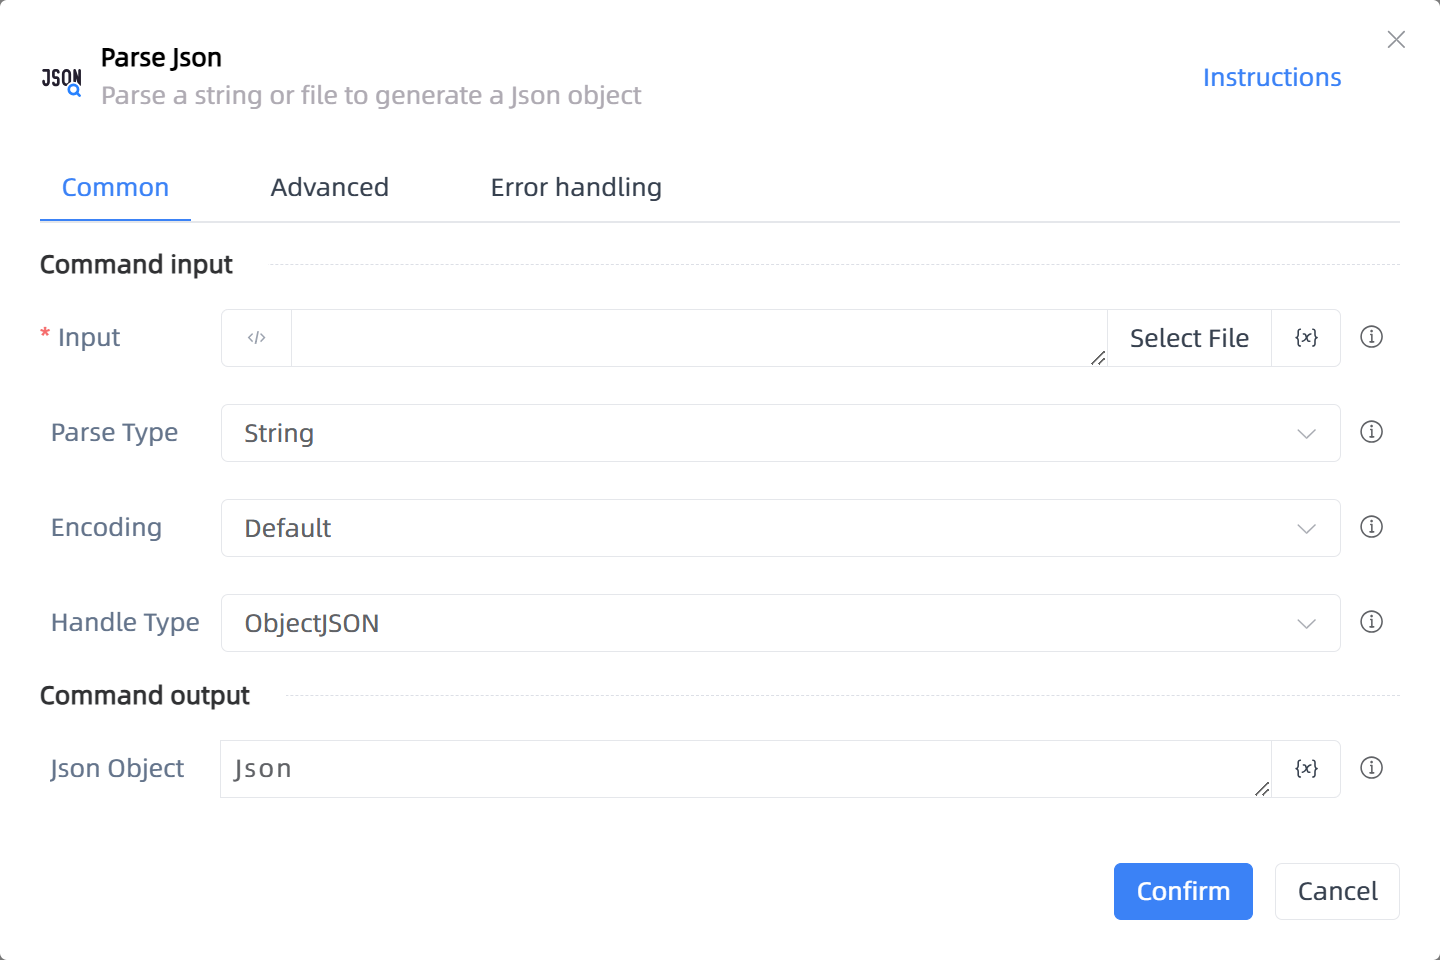 JSON
Parse Json
Parse a string or file to generate a Json object
Instructions
Common
Advanced
Error handling
Command input
* Input
</>
Select File
{x}
Parse Type
String
Encoding
Default
Handle Type
ObjectJSON
Command output
Json Object
Json
{x}
Confirm
Cancel